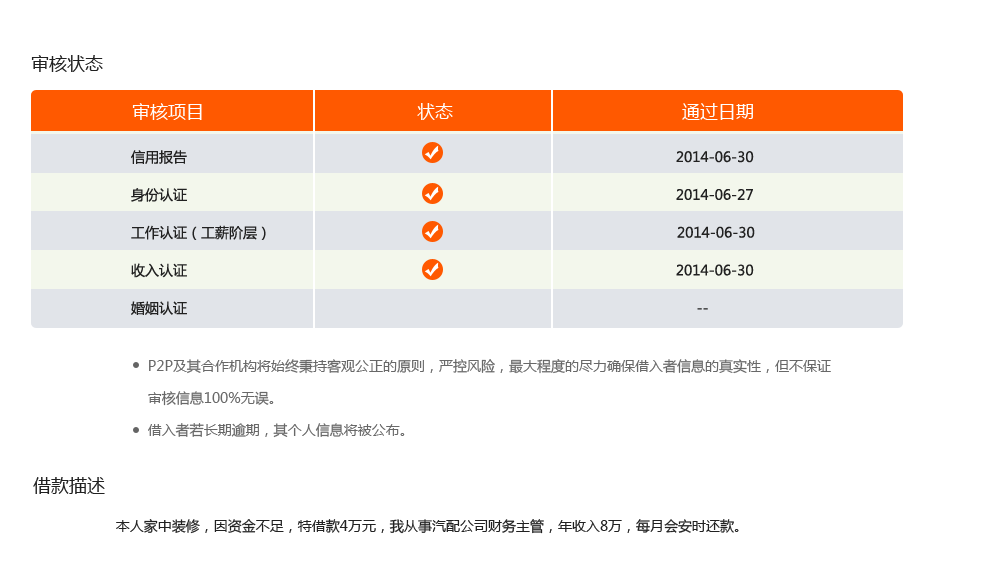 审核状态
审核项目 状态 通过日期
信用报告 2014-06-30
身份认证 2014-06-27
工作认证（工薪阶层） 2014-06-30
收入认证 2014-06-30
婚姻认证 --
P2P及其合作机构将始终秉持客观公正的原则，严控风险，最大程度的尽力确保借入者信息的真实性，但不保证
审核信息100%无误。
借入者若长期逾期，其个人信息将被公布。
借款描述
本人家中装修，因资金不足，特借款4万元，我从事汽配公司财务主管，年收入8万，每月会安时还款。